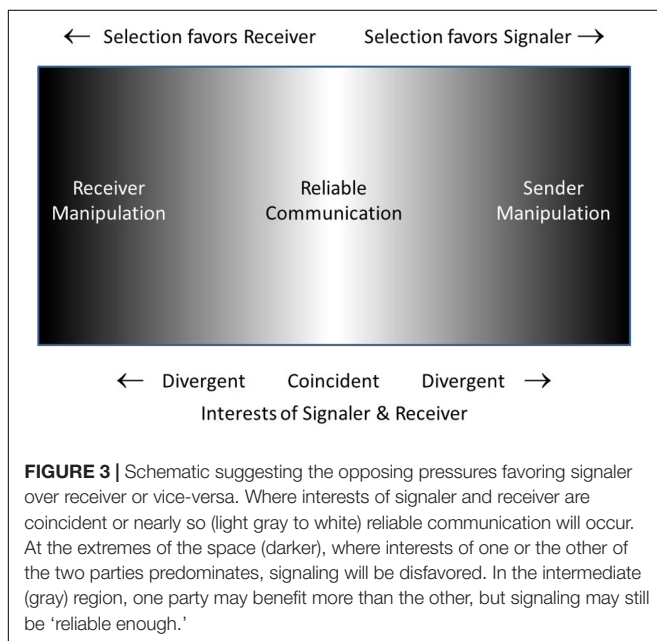 ← Selection favors Receiver Selection favors Signaler →
Receiver Manipulation
Reliable Communication
Sender Manipulation
← Divergent Coincident Divergent →
Interests of Signaler & Receiver
FIGURE 3 | Schematic suggesting the opposing pressures favoring signaler
over receiver or vice-versa. Where interests of signaler and receiver are
coincident or nearly so (light gray to white) reliable communication will occur.
At the extremes of the space (darker), where interests of one or the other of
the two parties predominates, signaling will be disfavored. In the intermediate
(gray) region, one party may benefit more than the other, but signaling may still
be ‘reliable enough.’